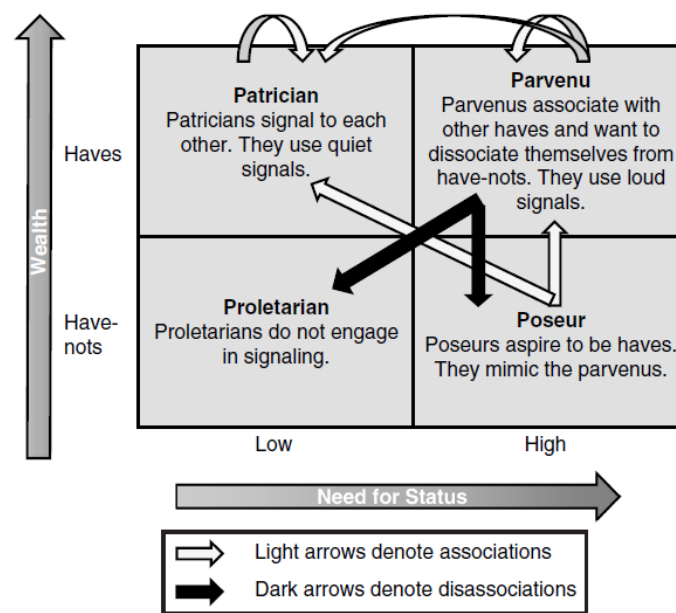 Patrician
Patricians signal to each
other. They use quiet
signals.
Parvenu
Parvenus associate with
other haves and want to
dissociate themselves from
have-nots. They use loud
signals.
Haves
Wealth
Proletarian
Proletarians do not engage
in signaling.
Poseur
Poseurs aspire to be haves.
They mimic the parvenus.
Have-
nots
Low
High
Need for Status
Light arrows denote associations
Dark arrows denote disassociations